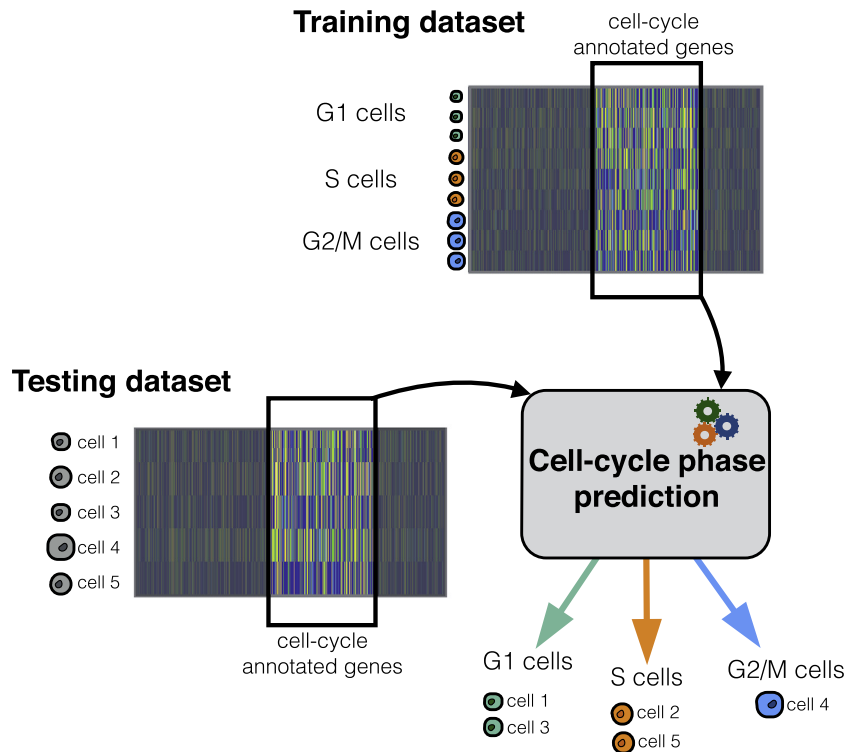 Training dataset
cell-cycle
annotated genes
G1 cells
S cells
G2/M cells
Testing dataset
cell 1
cell 2
cell 3
cell 4
cell 5
cell-cycle
annotated genes
Cell-cycle phase
prediction
G1 cells
cell 1
cell 3
S cells
cell 2
cell 5
G2/M cells
cell 4